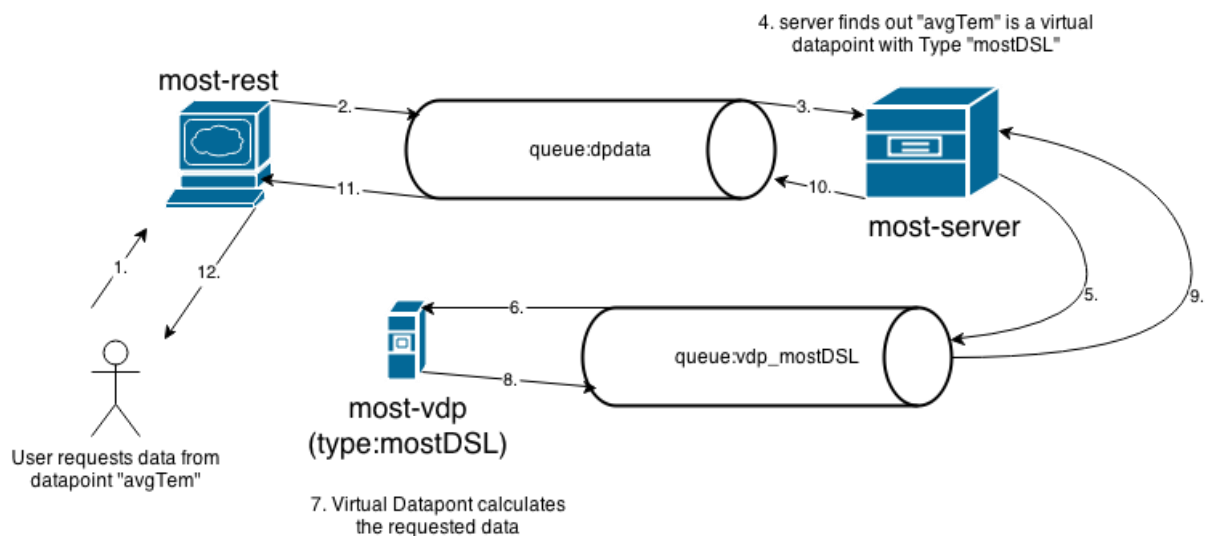 4. server finds out "avgTem" is a virtual
datapoint with Type "mostDSL"
most-rest
2.
3.
queue:dpdata
11.
10.
most-server
1.
12.
5.
9.
6.
queue:vdp_mostDSL
8.
most-vdp
(type:mostDSL)
User requests data from
datapoint "avgTem"
7. Virtual Datapont calculates
the requested data